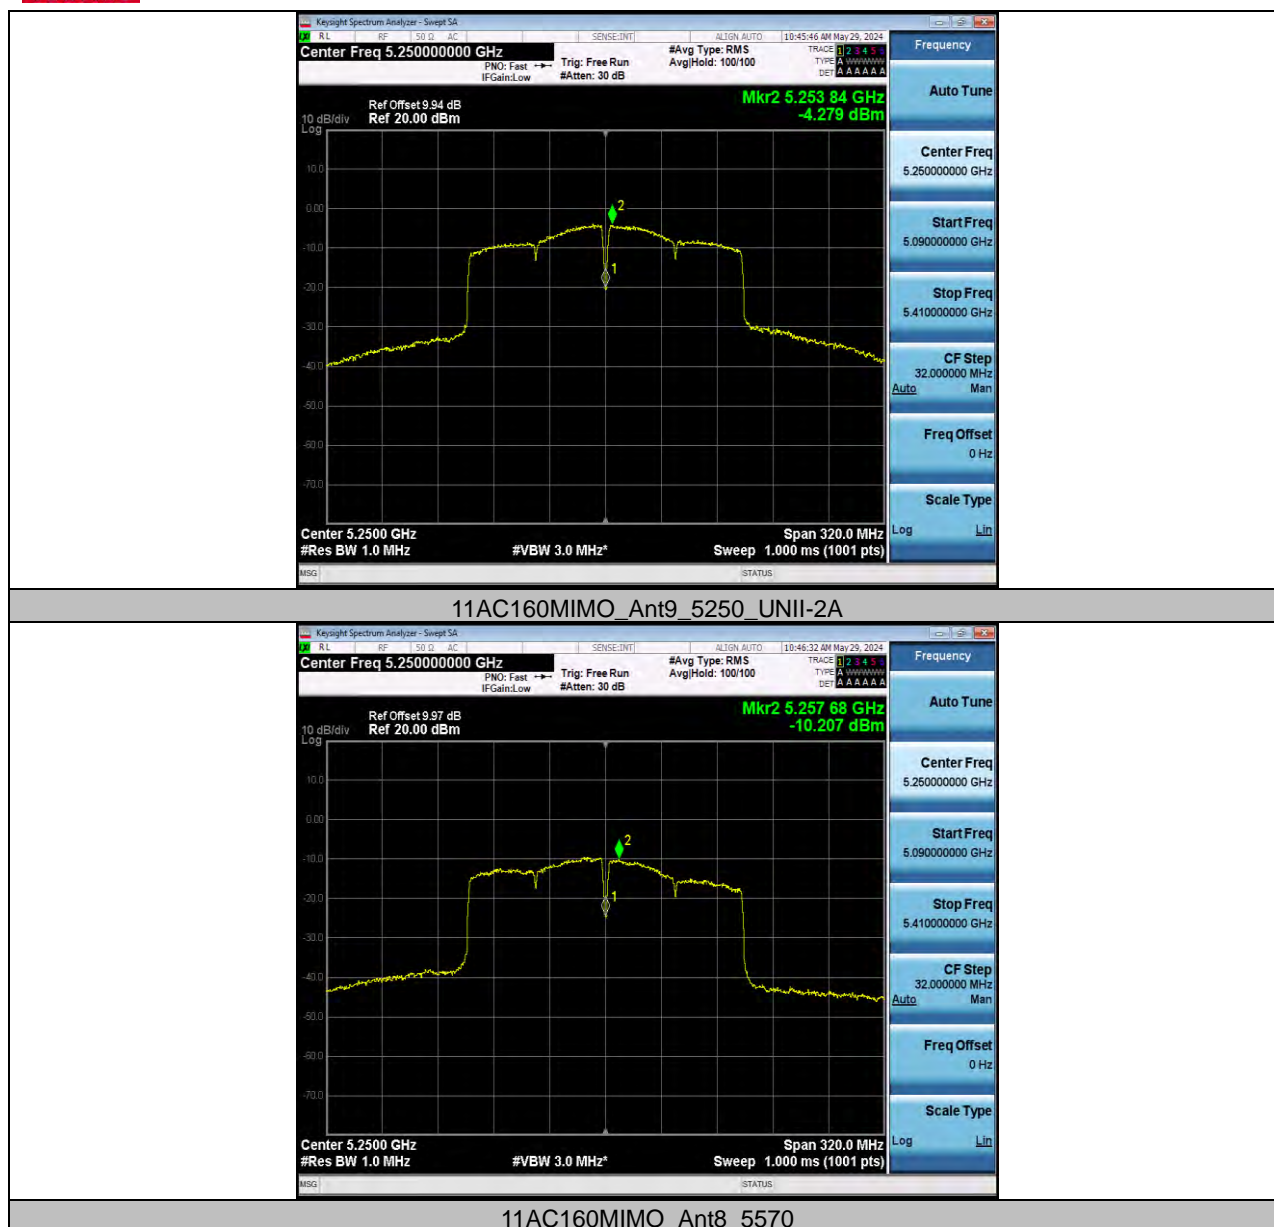 Keysight Spectrum Analyzer - Swept SA
RL RF 50 Ω AC SENSE:INT ALIGN AUTO 10:45:46 AM May 29, 2024
Center Freq 5.250000000 GHz
PNO: Fast
IFGain:Low
Trig: Free Run
#Atten: 30 dB
#Avg Type: RMS
Avg|Hold: 100/100
TRACE 1 2 3 4 5
TYPE A
DET A A A A A A
Frequency
Mkr2 5.253 84 GHz
-4.279 dBm
Ref Offset 9.94 dB
10 dB/div Ref 20.00 dBm
Log
10.0
0.00
-10.0
-20.0
-30.0
-40.0
-50.0
-60.0
-70.0
2
1
Auto Tune
Center Freq
5.250000000 GHz
Start Freq
5.090000000 GHz
Stop Freq
5.410000000 GHz
CF Step
32.000000 MHz
Auto Man
Freq Offset
0 Hz
Scale Type
Log Lin
Center 5.2500 GHz Span 320.0 MHz
#Res BW 1.0 MHz #VBW 3.0 MHz* Sweep 1.000 ms (1001 pts)
MSG STATUS
11AC160MIMO_Ant9_5250_UNII-2A
Keysight Spectrum Analyzer - Swept SA
RL RF 50 Ω AC SENSE:INT ALIGN AUTO 10:46:32 AM May 29, 2024
Center Freq 5.250000000 GHz
PNO: Fast
IFGain:Low
Trig: Free Run
#Atten: 30 dB
#Avg Type: RMS
Avg|Hold: 100/100
TRACE 1 2 3 4 5
TYPE A
DET A A A A A A
Frequency
Mkr2 5.257 68 GHz
-10.207 dBm
Ref Offset 9.97 dB
10 dB/div Ref 20.00 dBm
Log
10.0
0.00
-10.0
-20.0
-30.0
-40.0
-50.0
-60.0
-70.0
2
1
Auto Tune
Center Freq
5.250000000 GHz
Start Freq
5.090000000 GHz
Stop Freq
5.410000000 GHz
CF Step
32.000000 MHz
Auto Man
Freq Offset
0 Hz
Scale Type
Log Lin
Center 5.2500 GHz Span 320.0 MHz
#Res BW 1.0 MHz #VBW 3.0 MHz* Sweep 1.000 ms (1001 pts)
MSG STATUS
11AC160MIMO_Ant8_5570